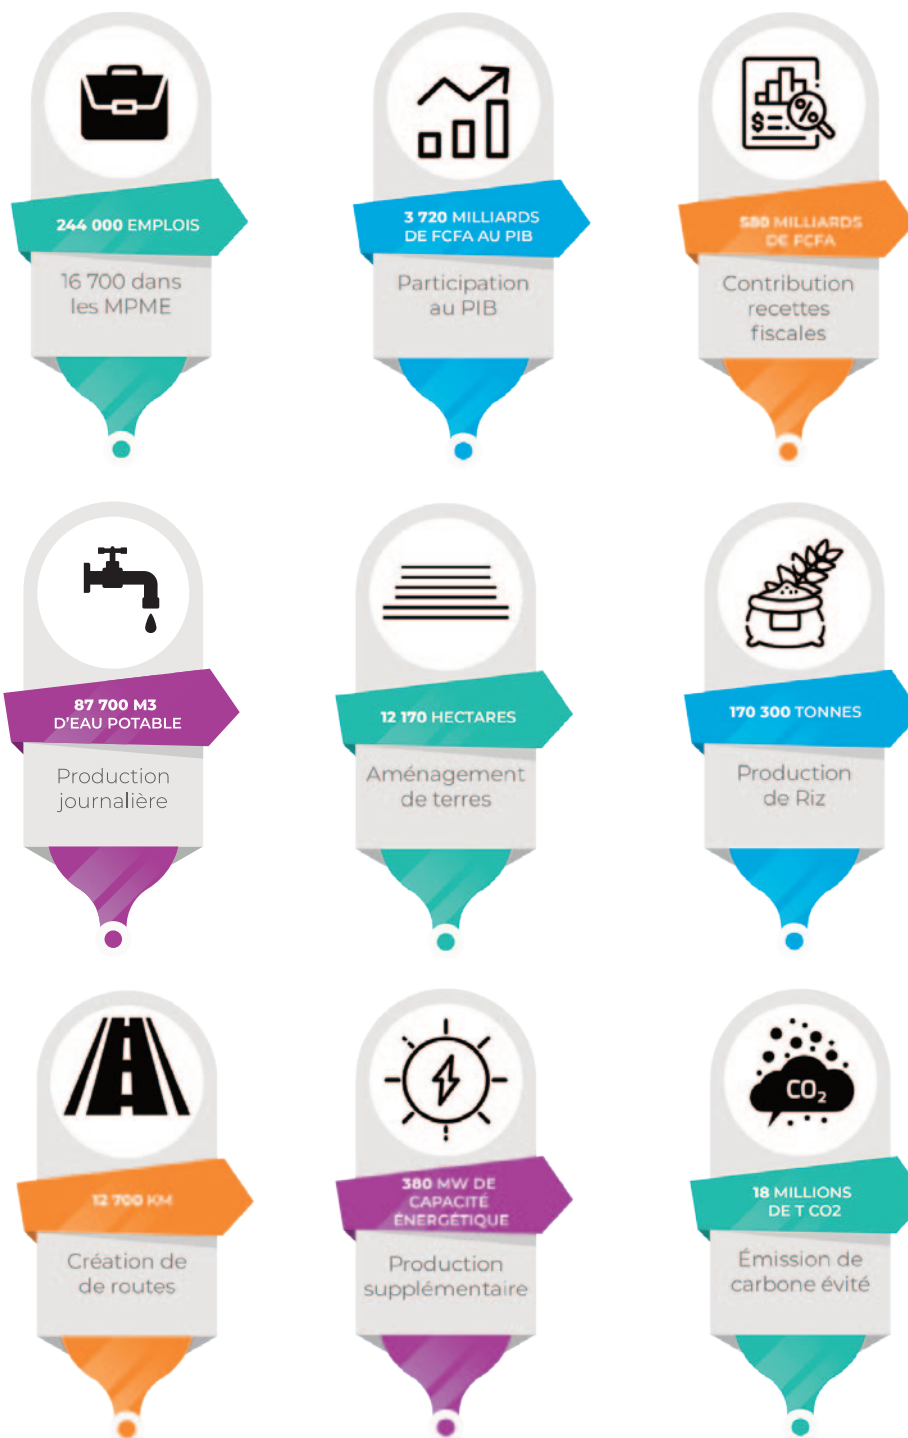 244 000 EMPLOIS
16 700 dans
les MPME
3 720 MILLIARDS
DE FCFA AU PIB
Participation
au PIB
$
%
580 MILLIARDS
DE FCFA
Contribution
recettes
fiscales
87 700 M3
D'EAU POTABLE
Production
journalière
12 170 HECTARES
Aménagement
de terres
170 300 TONNES
Production
de Riz
12 700 KM
Création de
de routes
380 MW DE
CAPACITÉ
ÉNERGÉTIQUE
Production
supplémentaire
CO₂
18 MILLIONS
DE T CO2
Émission de
carbone évité